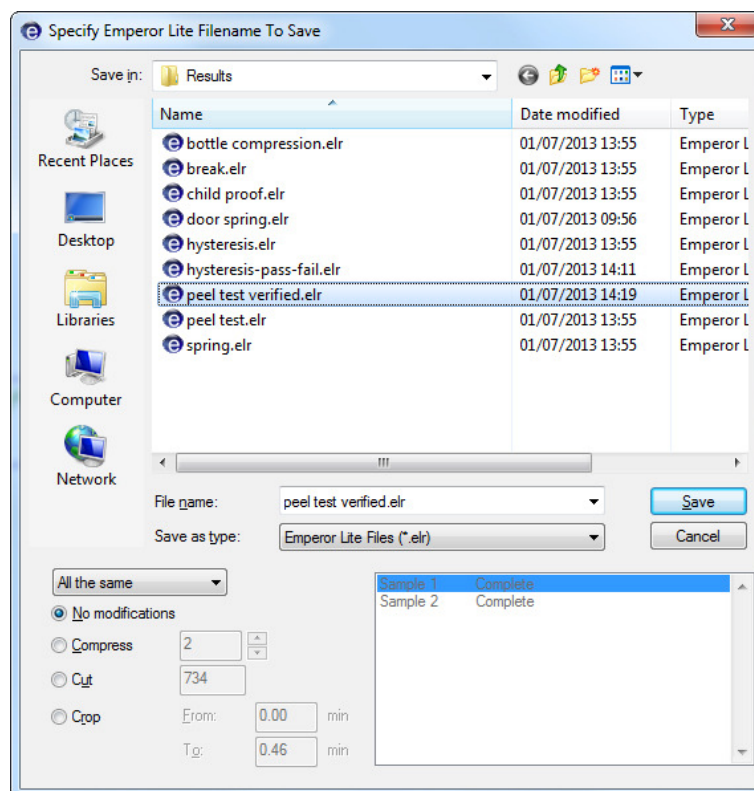 Specify Emperor Lite Filename To Save
Save in: Results
Recent Places
Desktop
Libraries
Computer
Network
Name Date modified Type
bottle compression.elr 01/07/2013 13:55 Emperor L
break.elr 01/07/2013 13:55 Emperor L
child proof.elr 01/07/2013 13:55 Emperor L
door spring.elr 01/07/2013 09:56 Emperor L
hysteresis.elr 01/07/2013 13:55 Emperor L
hysteresis-pass-fail.elr 01/07/2013 14:11 Emperor L
peel test verified.elr 01/07/2013 14:19 Emperor L
peel test.elr 01/07/2013 13:55 Emperor L
spring.elr 01/07/2013 13:55 Emperor L
File name: peel test verified.elr Save
Save as type: Emperor Lite Files (*.elr) Cancel
All the same
No modifications
Compress 2
Cut 734
Crop From: 0.00 min
To: 0.46 min
Sample 1 Complete
Sample 2 Complete